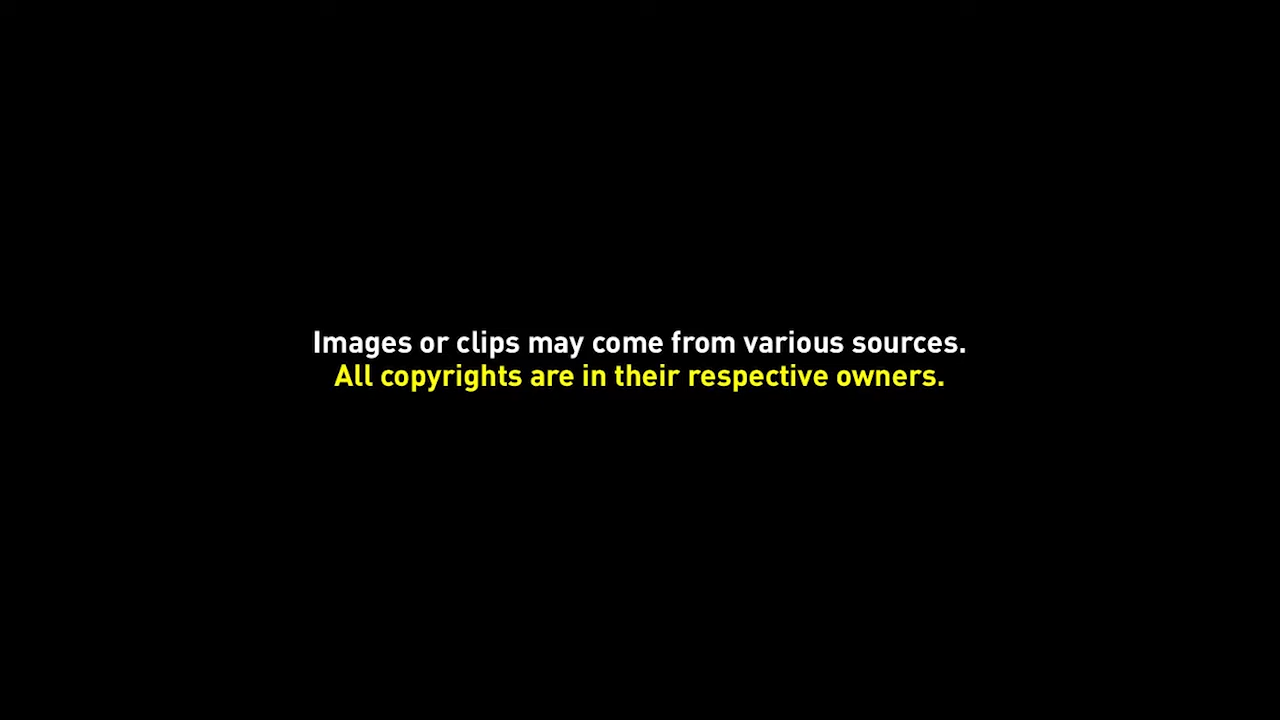 Images or clips may come from various sources.
All copyrights are in their respective owners.